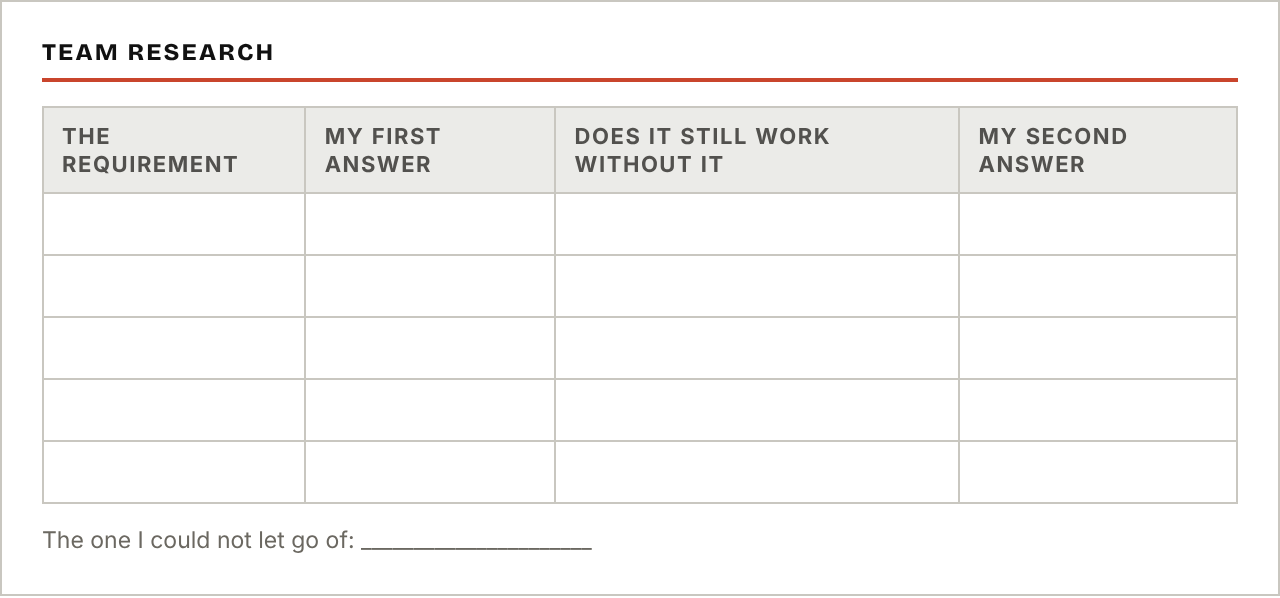 TEAM RESEARCH
THE
REQUIREMENT
MY FIRST
ANSWER
DOES IT STILL WORK
WITHOUT IT
MY SECOND
ANSWER
The one I could not let go of: ______________________